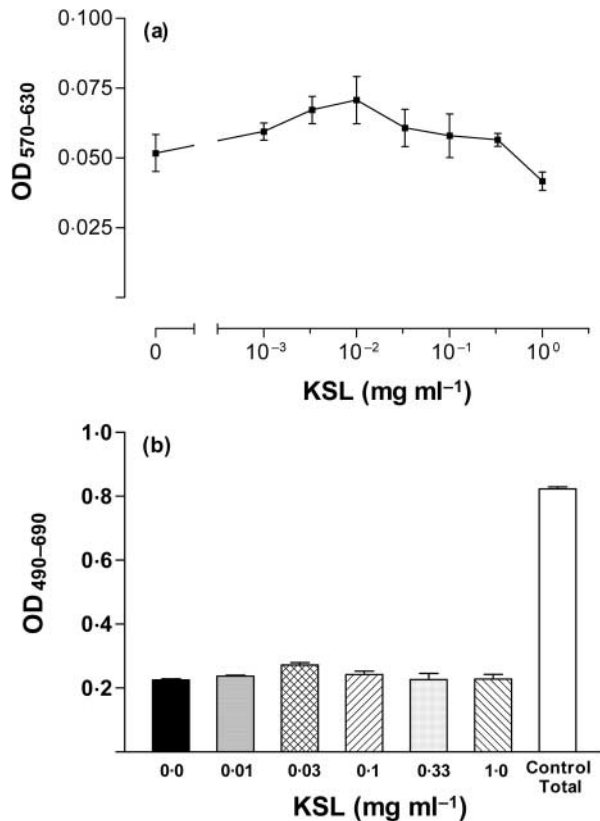 (a)
0·100
0·075
0·050
0·025
OD570–630
0 10–3 10–2 10–1 100
KSL (mg ml–1)
(b)
1·0
0·8
0·6
0·4
0·2
OD490–690
0·0 0·01 0·03 0·1 0·33 1·0 Control
Total
KSL (mg ml–1)